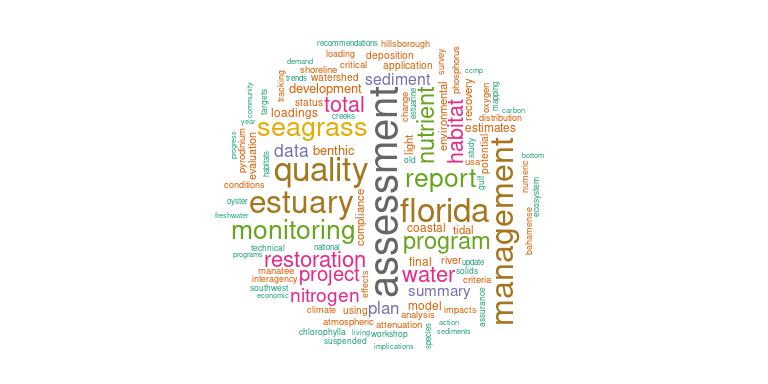 recommendations hillsborough
loading deposition
demand critical application
shoreline ccmp
trends watershed sediment
tracking development
survey phosphorus
community targets status total
loadings creeks
year seagrass
change estuarine nutrient
environmental habitat recovery
oxygen mapping carbon
distribution
estimates
progress pyrodinium evaluation
data benthic
habitats quality
light old
usa study potential
bottom
conditions report
gulf numeric ecosystem
oyster estuary
freshwater
assessment
florida
management
compliance
monitoring
coastal tidal
program
bahamense
technical national
programs restoration
final river update
manatee project
water solids
interagency effects
criteria
southwest
economic nitrogen
summary
climate using plan
model impacts
assurance
analysis
atmospheric attenuation
action
chlorophylla living workshop
species sediments
suspended
implications